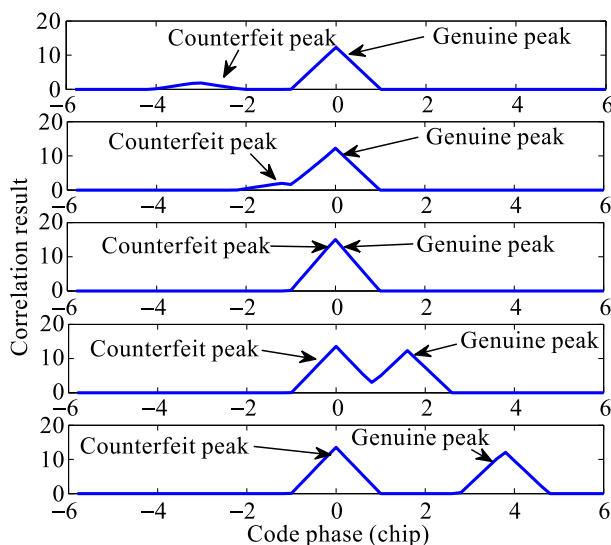 20
Counterfeit peak
Genuine peak
10
0
−6 −4 −2 0 2 4 6
20
Counterfeit peak
Genuine peak
10
0
−6 −4 −2 0 2 4 6
20
Counterfeit peak
Genuine peak
10
0
−6 −4 −2 0 2 4 6
20
Counterfeit peak
Genuine peak
10
0
−6 −4 −2 0 2 4 6
20
Counterfeit peak
Genuine peak
10
0
−6 −4 −2 0 2 4 6
Correlation result
Code phase (chip)